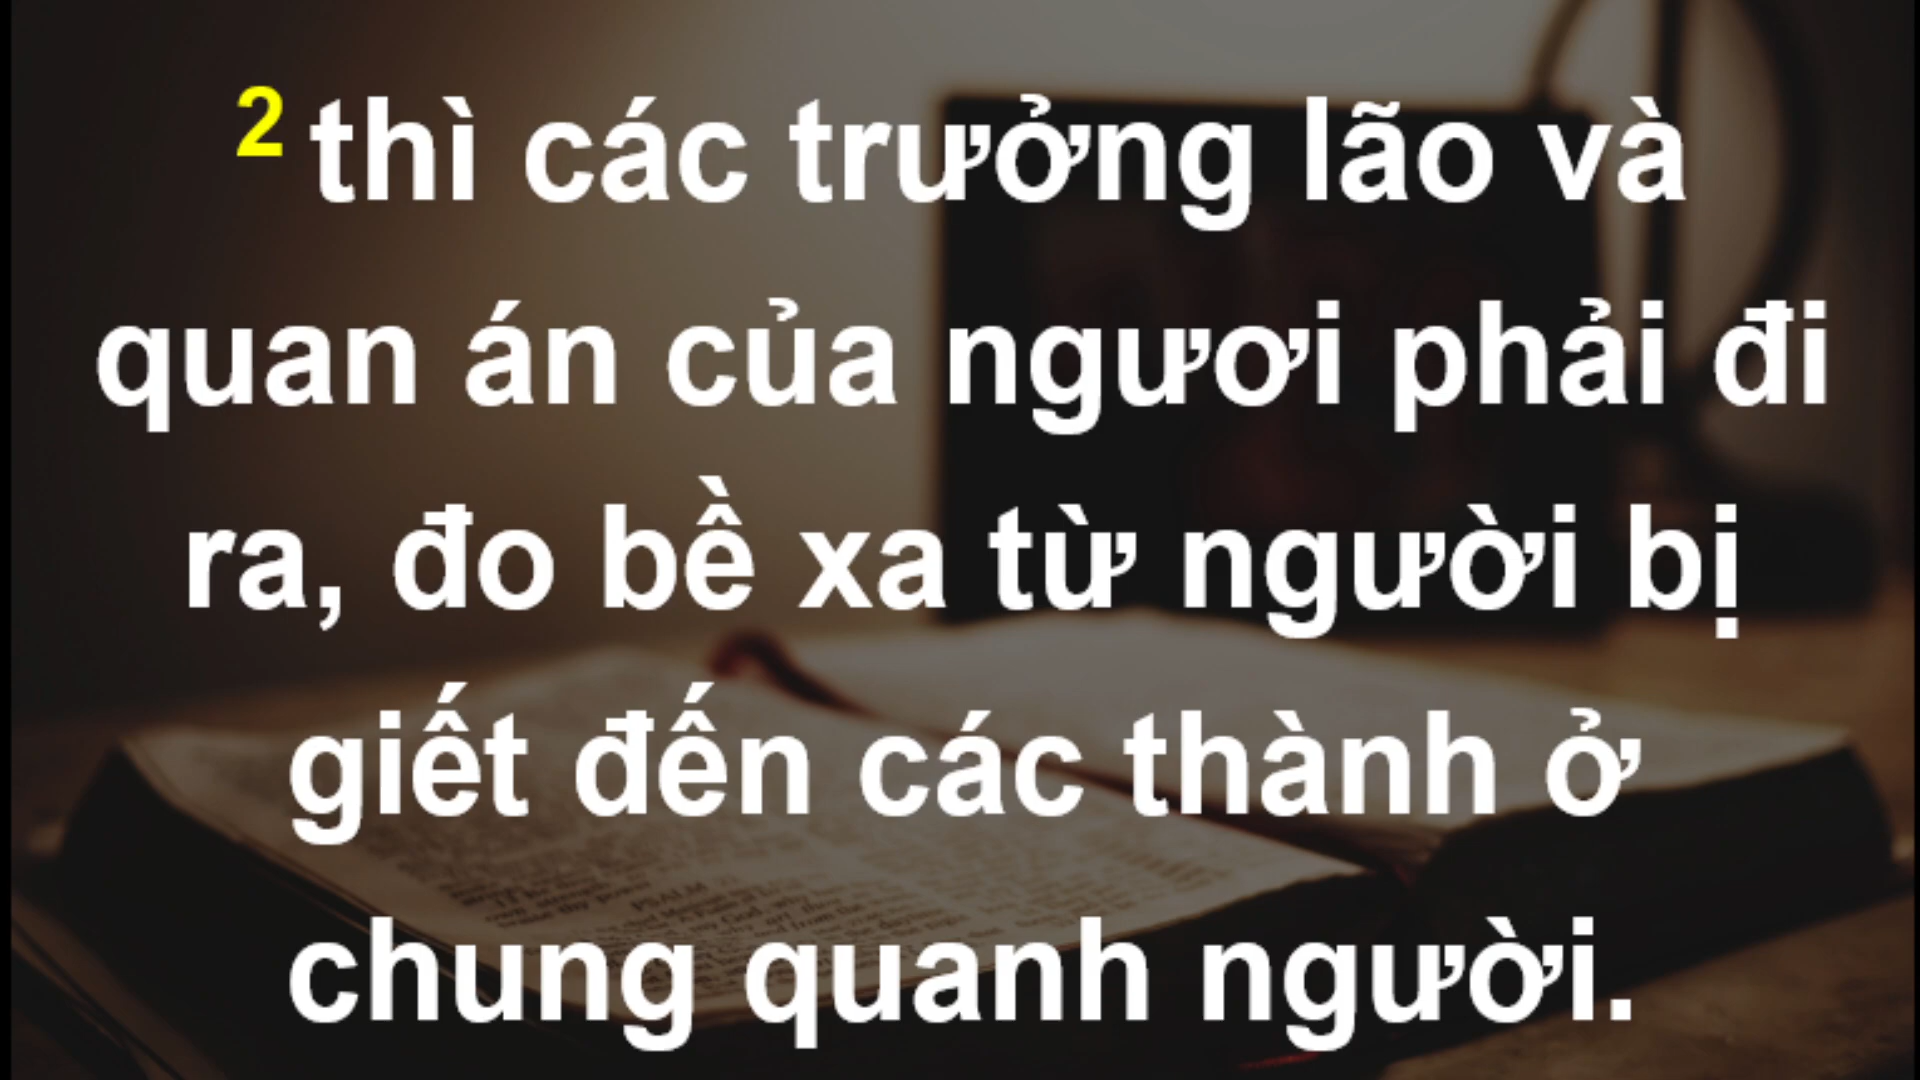 2 thì các trưởng lão và
quan án của ngươi phải đi
ra, đo bề xa từ người bị
giết đến các thành ở
chung quanh người.